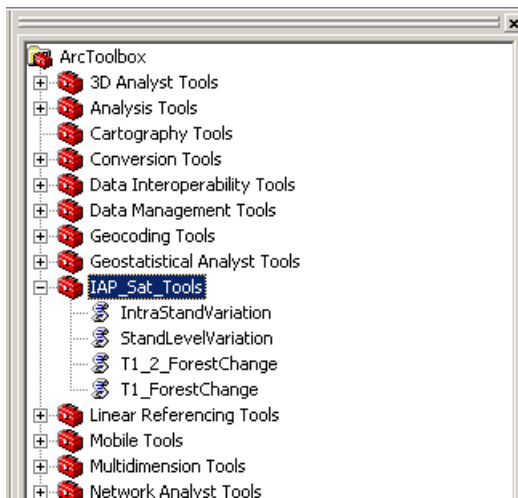 ArcToolbox
3D Analyst Tools
Analysis Tools
Cartography Tools
Conversion Tools
Data Interoperability Tools
Data Management Tools
Geocoding Tools
Geostatistical Analyst Tools
IAP_Sat_Tools
IntraStandVariation
StandLevelVariation
T1_2_ForestChange
T1_ForestChange
Linear Referencing Tools
Mobile Tools
Multidimension Tools
Network Analyst Tools